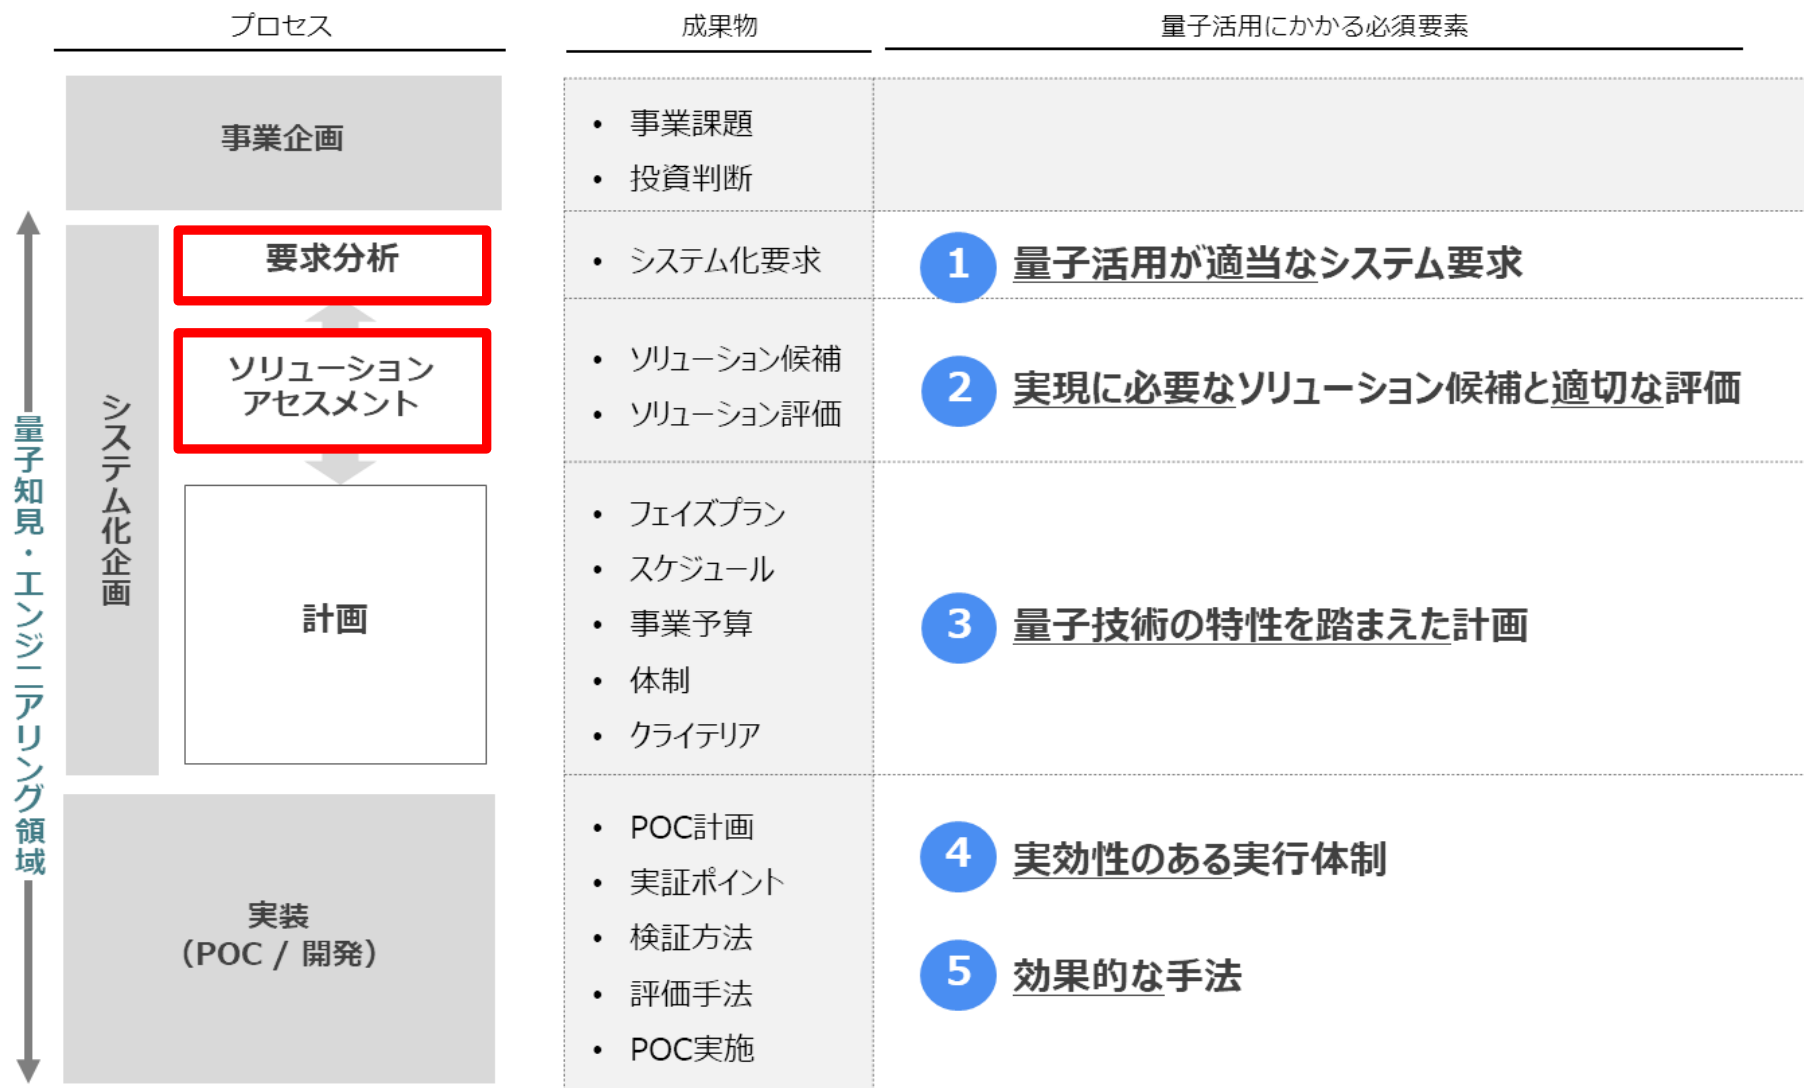 プロセス
成果物
量子活用にかかる必須要素
事業企画
• 事業課題
• 投資判断
量子知見・エンジニアリング領域
システム化企画
要求分析
• システム化要求
1 量子活用が適当なシステム要求
ソリューション
アセスメント
• ソリューション候補
• ソリューション評価
2 実現に必要なソリューション候補と適切な評価
計画
• フェイズプラン
• スケジュール
• 事業予算
• 体制
• クライテリア
3 量子技術の特性を踏まえた計画
実装
（POC / 開発）
• POC計画
• 実証ポイント
• 検証方法
• 評価手法
• POC実施
4 実効性のある実行体制
5 効果的な手法